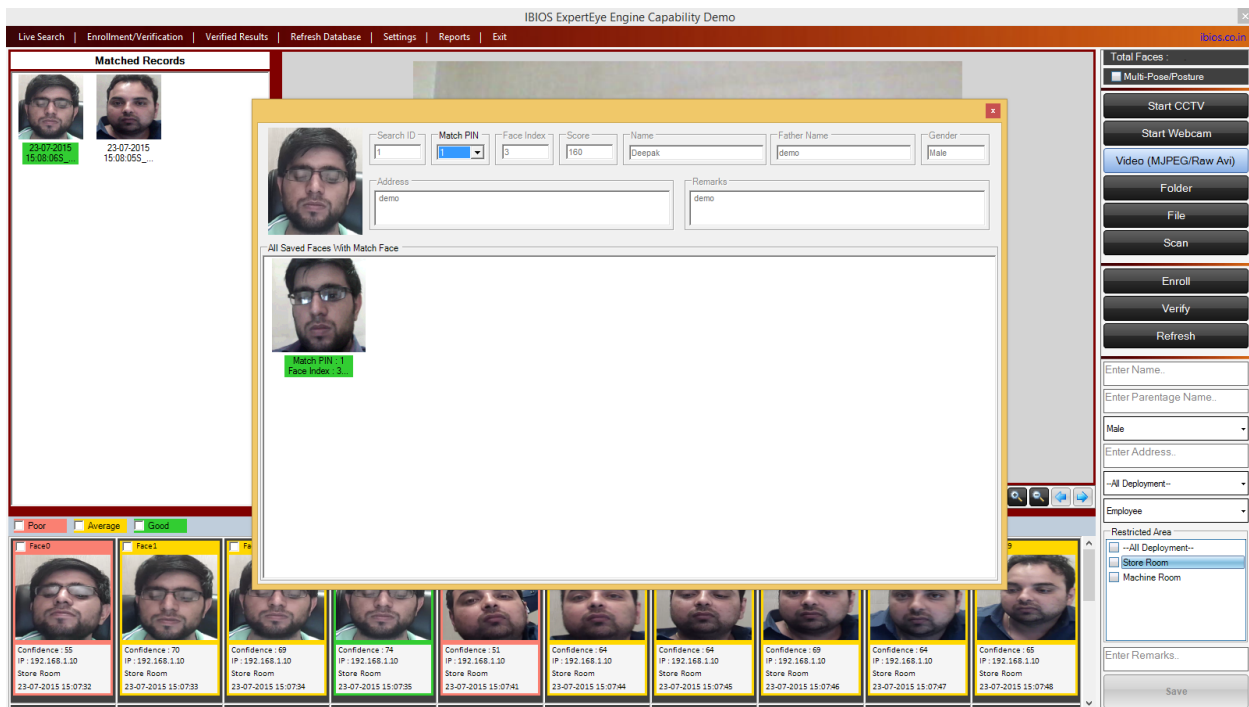 IBIOS ExpertEye Engine Capability Demo
Live Search | Enrollment/Verification | Verified Results | Refresh Database | Settings | Reports | Exit
ibios.co.in
Matched Records
23-07-2015
15:08:06S_...
23-07-2015
15:08:05S_...
Search ID
1
Match PIN
1
Face Index
3
Score
160
Name
Deepak
Father Name
demo
Gender
Male
Address
demo
Remarks
demo
All Saved Faces With Match Face
Match PIN : 1
Face Index : 3...
Total Faces :
Multi-Pose/Posture
Start CCTV
Start Webcam
Video (MJPEG/Raw Avi)
Folder
File
Scan
Enroll
Verify
Refresh
Enter Name..
Enter Parentage Name..
Male
Enter Address..
--All Deployment--
Employee
Restricted Area
--All Deployment--
Store Room
Machine Room
Enter Remarks..
Save
Poor
Average
Good
Face0
Confidence : 55
IP : 192.168.1.10
Store Room
23-07-2015 15:07:32
Face1
Confidence : 70
IP : 192.168.1.10
Store Room
23-07-2015 15:07:33
Confidence : 69
IP : 192.168.1.10
Store Room
23-07-2015 15:07:34
Confidence : 74
IP : 192.168.1.10
Store Room
23-07-2015 15:07:35
Confidence : 51
IP : 192.168.1.10
Store Room
23-07-2015 15:07:41
Confidence : 64
IP : 192.168.1.10
Store Room
23-07-2015 15:07:44
Confidence : 64
IP : 192.168.1.10
Store Room
23-07-2015 15:07:45
Confidence : 69
IP : 192.168.1.10
Store Room
23-07-2015 15:07:46
Confidence : 64
IP : 192.168.1.10
Store Room
23-07-2015 15:07:47
Confidence : 65
IP : 192.168.1.10
Store Room
23-07-2015 15:07:48